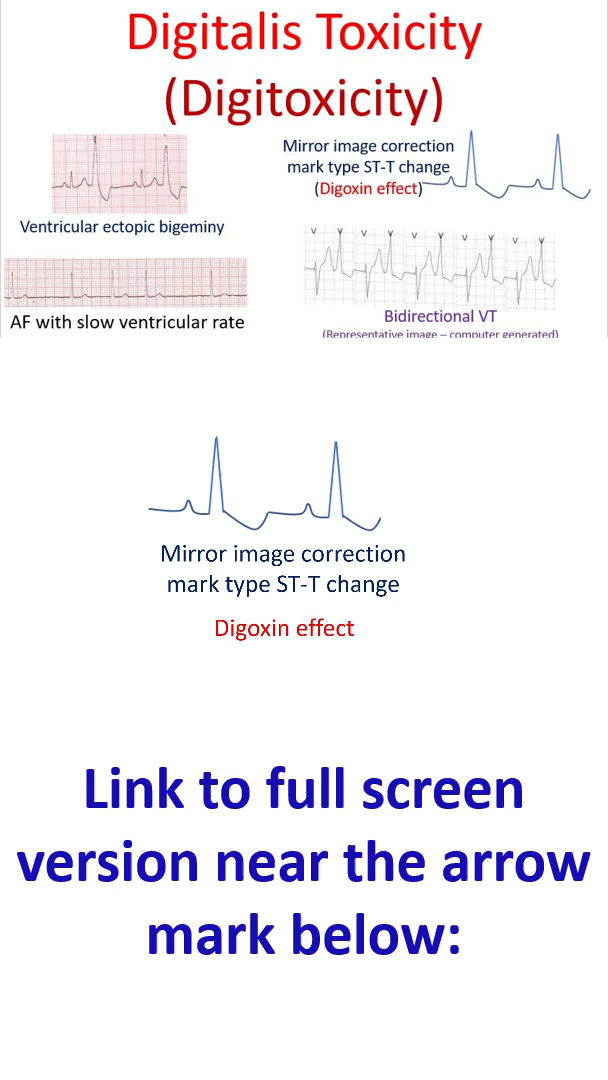 Digitalis Toxicity
(Digitoxicity)
Mirror image correction
mark type ST-T change
(Digoxin effect)
Ventricular ectopic bigeminy
V V V V V
AF with slow ventricular rate
Bidirectional VT
(Representative image – computer generated)
Mirror image correction
mark type ST-T change
Digoxin effect
Link to full screen
version near the arrow
mark below: